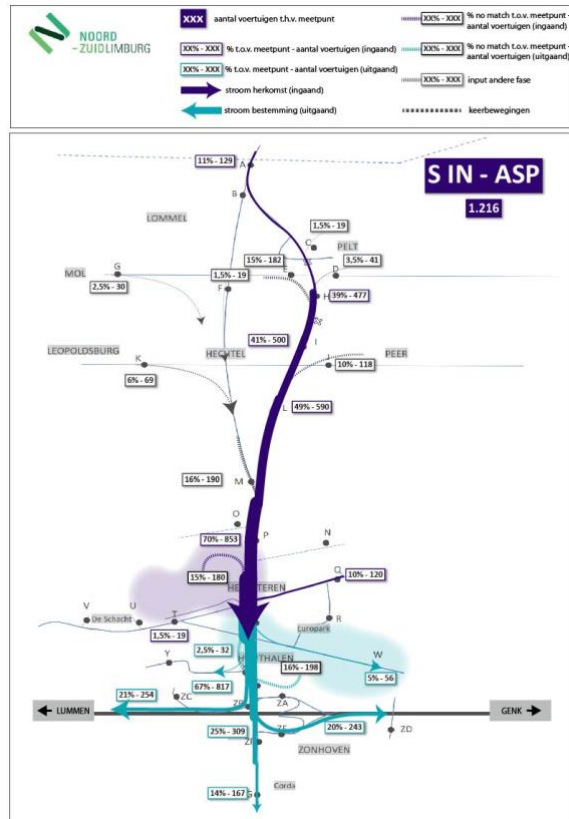 NOORD
-ZUIDLIMBURG
XXX aantal voertuigen t.h.v. meetpunt
XX% - XXX % t.o.v. meetpunt - aantal voertuigen (ingaand)
XX% - XXX % t.o.v. meetpunt - aantal voertuigen (uitgaand)
stroom herkomst (ingaand)
stroom bestemming (uitgaand)
XX% - XXX % no match t.o.v. meetpunt -
aantal voertuigen (ingaand)
XX% - XXX % no match t.o.v. meetpunt -
aantal voertuigen (uitgaand)
XX% - XXX input andere fase
keerbewegingen
S IN - ASP
1.216
11% - 129
A
B
LOMMEL
1,5% - 19
C
PELT
15% - 182
3,5% - 41
MOL
G
1,5% - 19
E
D
2,5% - 30
F
H
39% - 477
41% - 500
I
LEOPOLDSBURG
HECHTEL
PEER
K
J
6% - 69
10% - 118
L
49% - 590
16% - 190
M
O
70% - 853
P
N
15% - 180
10% - 120
Q
V
U
T
De Schacht
R
Europark
1,5% - 19
2,5% - 32
Y
W
16% - 198
5% - 56
67% - 817
21% - 254
ZC
ZA
LUMMEN
GENK
25% - 309
20% - 243
ZD
ZONHOVEN
14% - 167
G
Corda